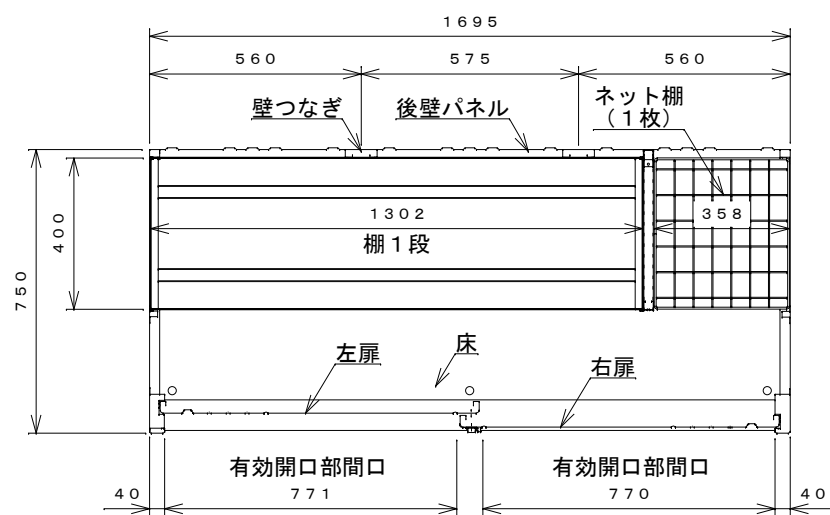 1695
560 575 560
壁つなぎ 後壁パネル ネット棚
(1枚)
1302 358
棚1段
400
750
左扉 床 右扉
有効開口部間口 有効開口部間口
40 771 770 40